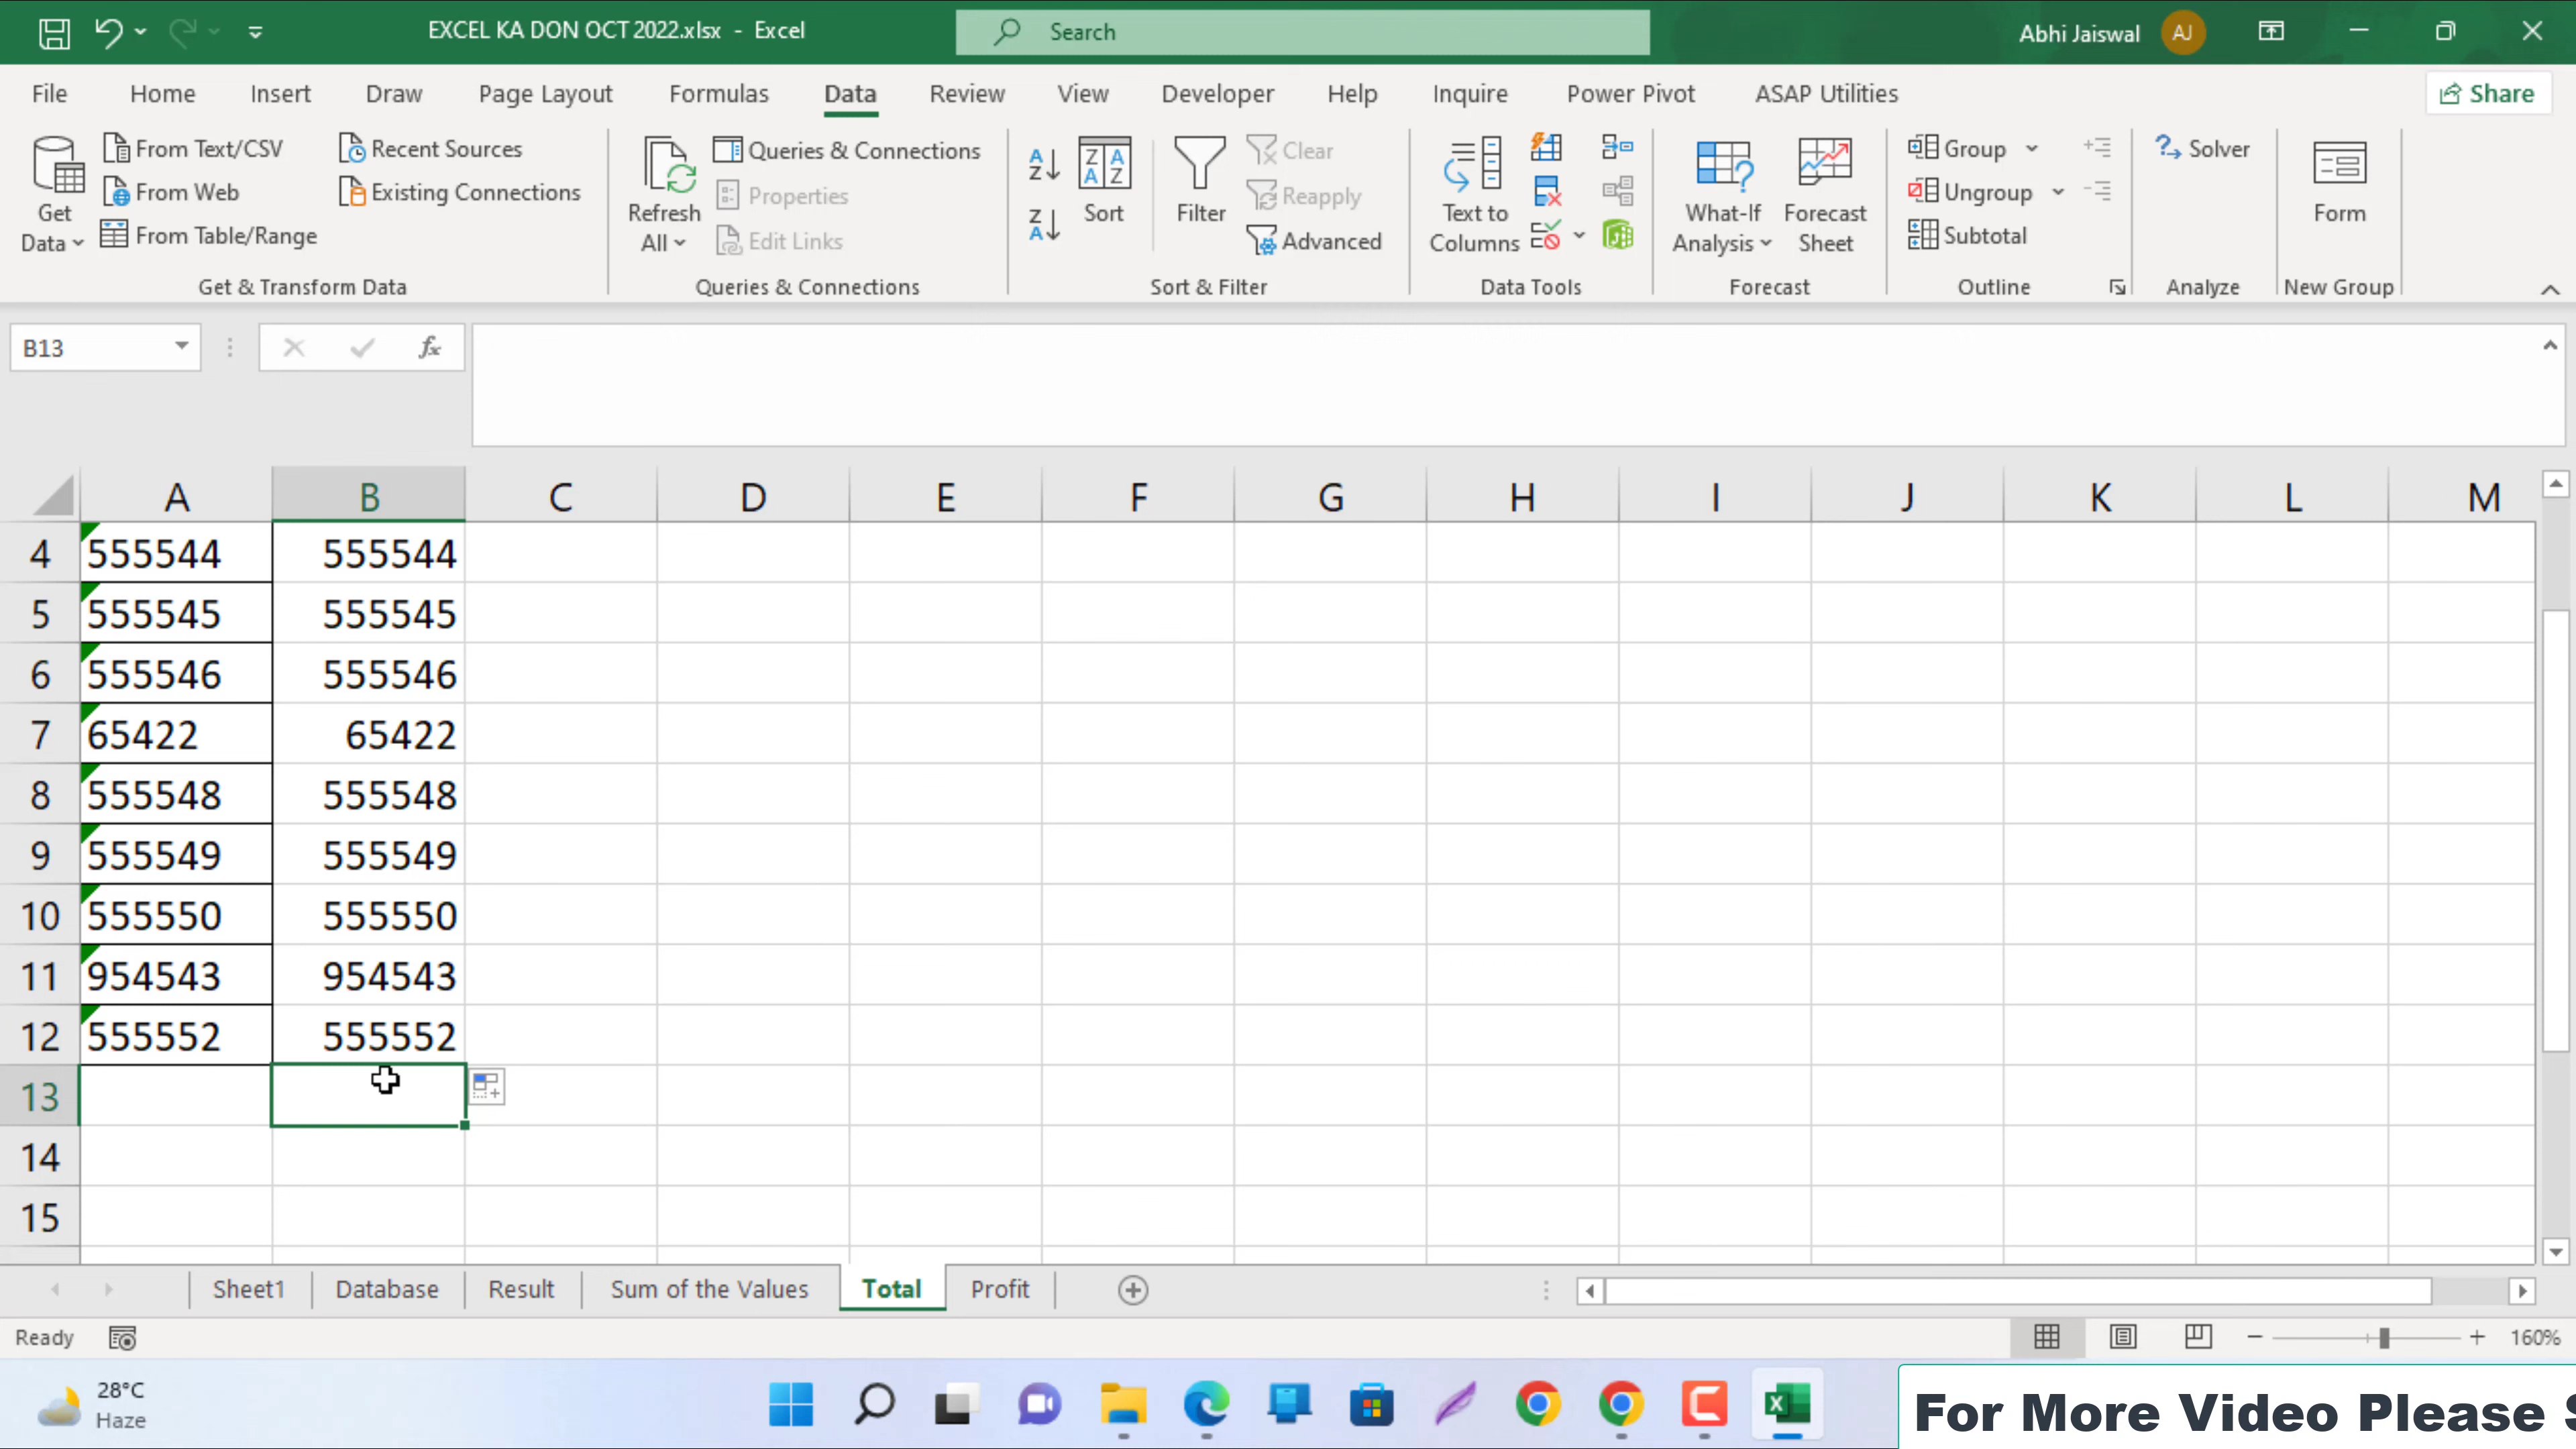 EXCEL KA DON OCT 2022.xlsx - Excel
Search
Abhi Jaiswal
AJ
File Home Insert Draw Page Layout Formulas Data Review View Developer Help Inquire Power Pivot ASAP Utilities
Share
Get Data
From Text/CSV
From Web
From Table/Range
Recent Sources
Existing Connections
Get & Transform Data
Refresh All
Queries & Connections
Properties
Edit Links
Queries & Connections
Sort
Filter
Clear
Reapply
Advanced
Sort & Filter
Text to Columns
Data Tools
What-If Analysis
Forecast Sheet
Forecast
Group
Ungroup
Subtotal
Outline
Solver
Analyze
Form
New Group
B13
fx
A B C D E F G H I J K L M
4 555544 555544
5 555545 555545
6 555546 555546
7 65422 65422
8 555548 555548
9 555549 555549
10 555550 555550
11 954543 954543
12 555552 555552
13
14
15
Sheet1 Database Result Sum of the Values Total Profit
Ready
160%
28°C
Haze
For More Video Please S